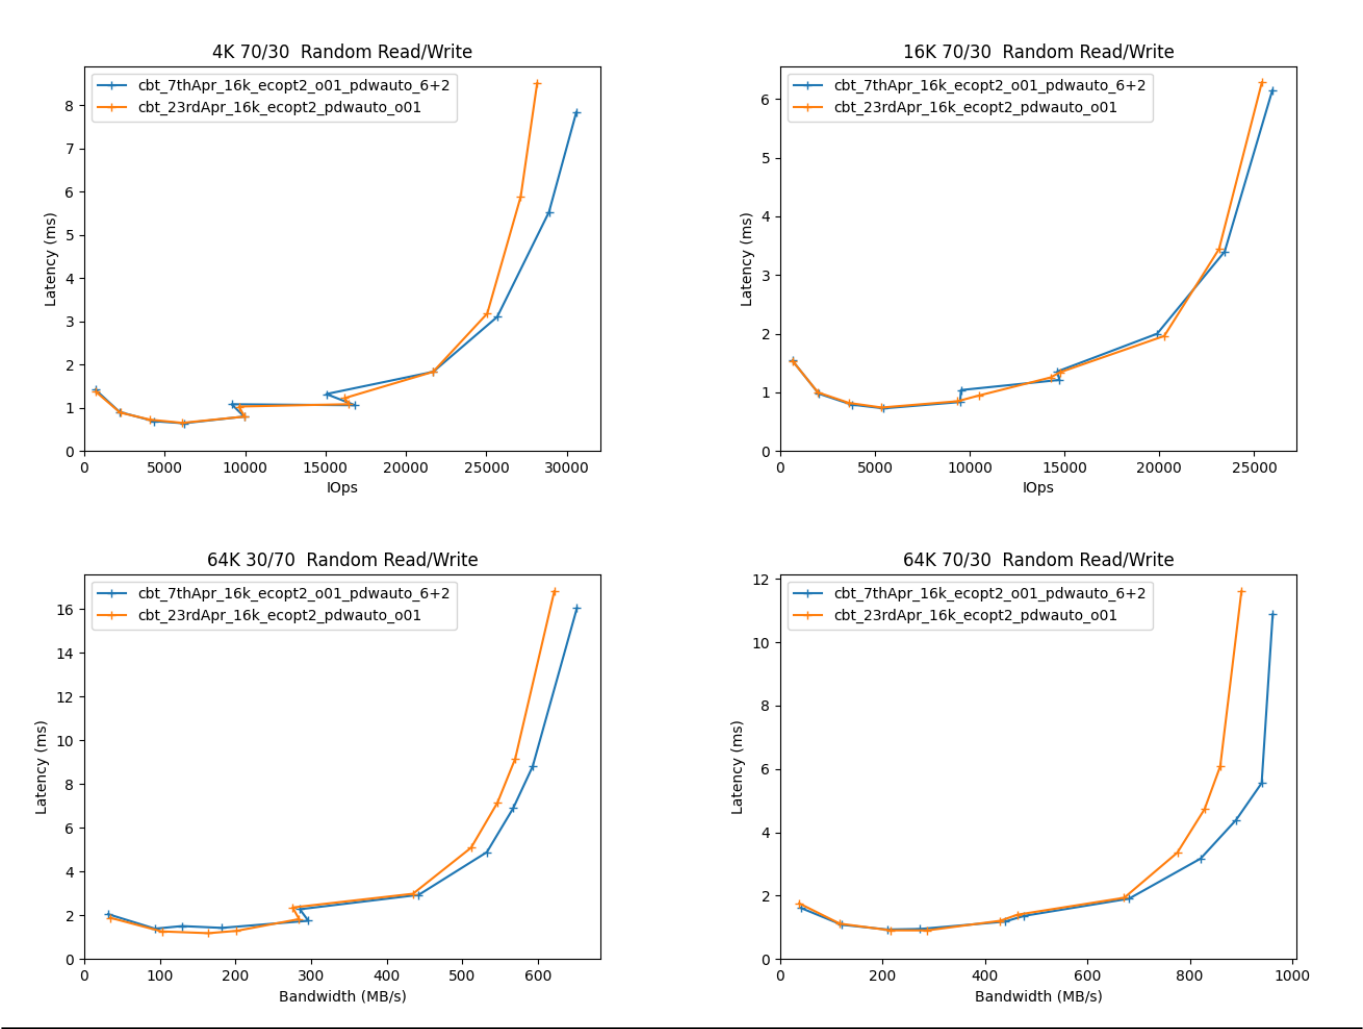 4K 70/30  Random Read/Write
cbt_7thApr_16k_ecopt2_o01_pdwauto_6+2
cbt_23rdApr_16k_ecopt2_pdwauto_o01
8
7
6
5
4
3
2
1
0
Latency (ms)
0 5000 10000 15000 20000 25000 30000
IOps
16K 70/30  Random Read/Write
cbt_7thApr_16k_ecopt2_o01_pdwauto_6+2
cbt_23rdApr_16k_ecopt2_pdwauto_o01
6
5
4
3
2
1
0
Latency (ms)
0 5000 10000 15000 20000 25000
IOps
64K 30/70  Random Read/Write
cbt_7thApr_16k_ecopt2_o01_pdwauto_6+2
cbt_23rdApr_16k_ecopt2_pdwauto_o01
16
14
12
10
8
6
4
2
0
Latency (ms)
0 100 200 300 400 500 600
Bandwidth (MB/s)
64K 70/30  Random Read/Write
cbt_7thApr_16k_ecopt2_o01_pdwauto_6+2
cbt_23rdApr_16k_ecopt2_pdwauto_o01
12
10
8
6
4
2
0
Latency (ms)
0 200 400 600 800 1000
Bandwidth (MB/s)